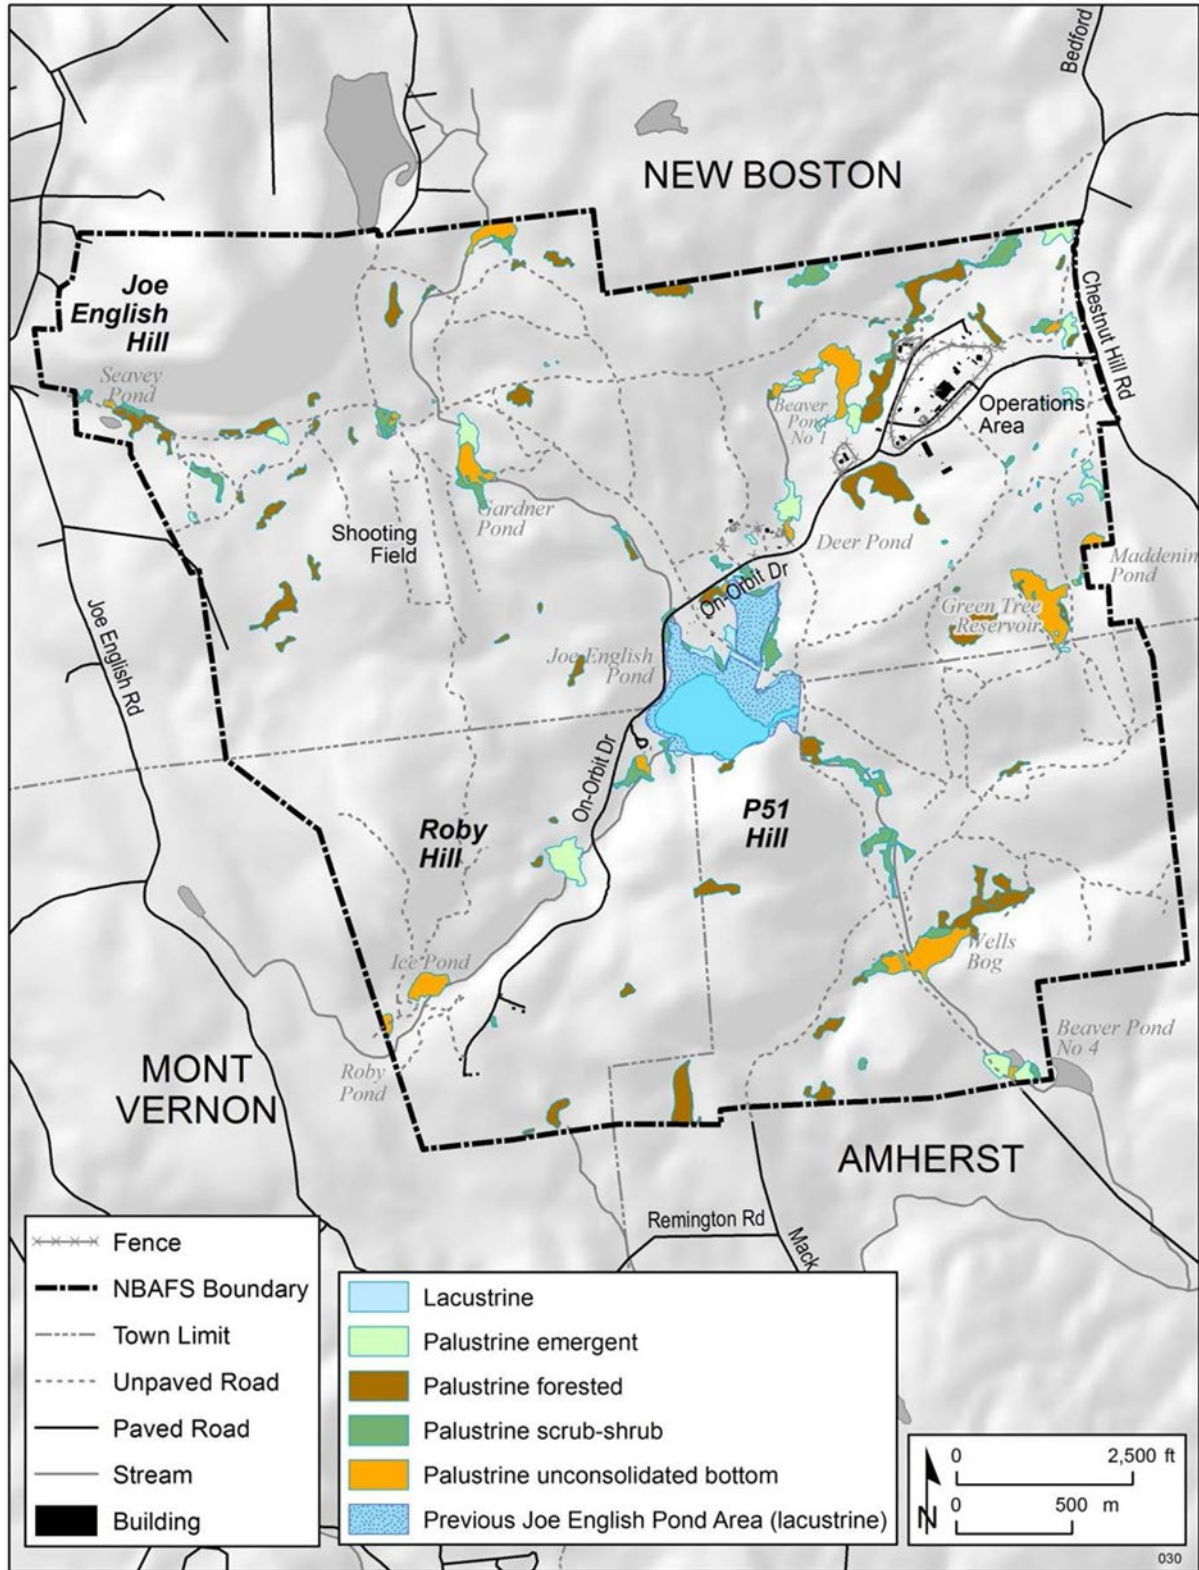 Bedford
NEW BOSTON
Joe
English
Hill
Chestnut Hill Rd
Seavey
Pond
Beaver
Pond
No 1
Operations
Area
Gardner
Pond
Shooting
Field
Deer Pond
Maddenin
Pond
On-Orbit Dr
Green Tree
Reservoir
Joe English Rd
Joe English
Pond
On-Orbit Dr
P51
Hill
Roby
Hill
Wells
Bog
Ice Pond
Beaver Pond
No 4
Roby
Pond
MONT
VERNON
AMHERST
Remington Rd
Mack
Fence
NBAFS Boundary
Town Limit
Unpaved Road
Paved Road
Stream
Building
Lacustrine
Palustrine emergent
Palustrine forested
Palustrine scrub-shrub
Palustrine unconsolidated bottom
Previous Joe English Pond Area (lacustrine)
N
0 2,500 ft
0 500 m
030